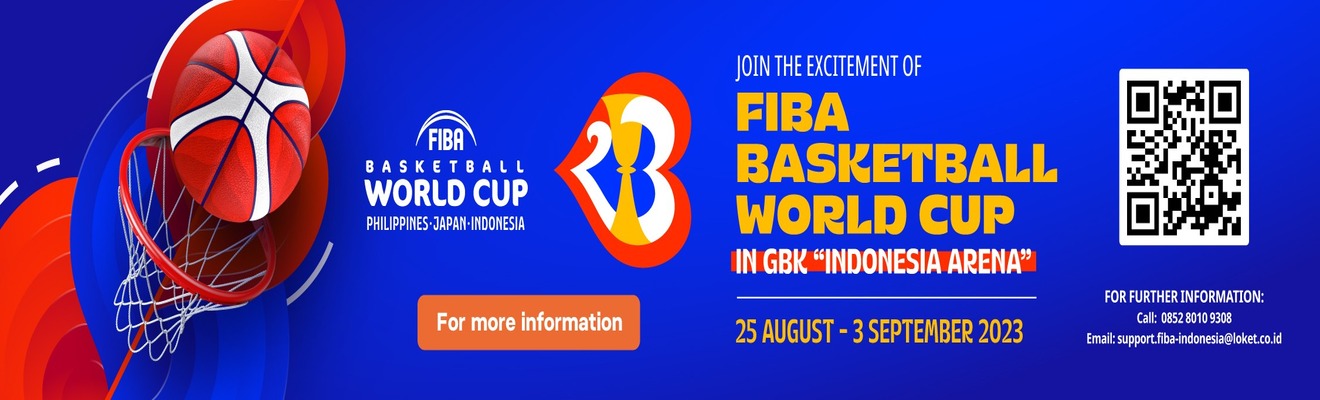 FIBA
BASKETBALL
WORLD CUP
PHILIPPINES·JAPAN·INDONESIA
23
For more information
JOIN THE EXCITEMENT OF
FIBA
BASKETBALL
WORLD CUP
IN GBK “INDONESIA ARENA”
25 AUGUST - 3 SEPTEMBER 2023
FOR FURTHER INFORMATION:
Call: 0852 8010 9308
Email: support.fiba-indonesia@loket.co.id